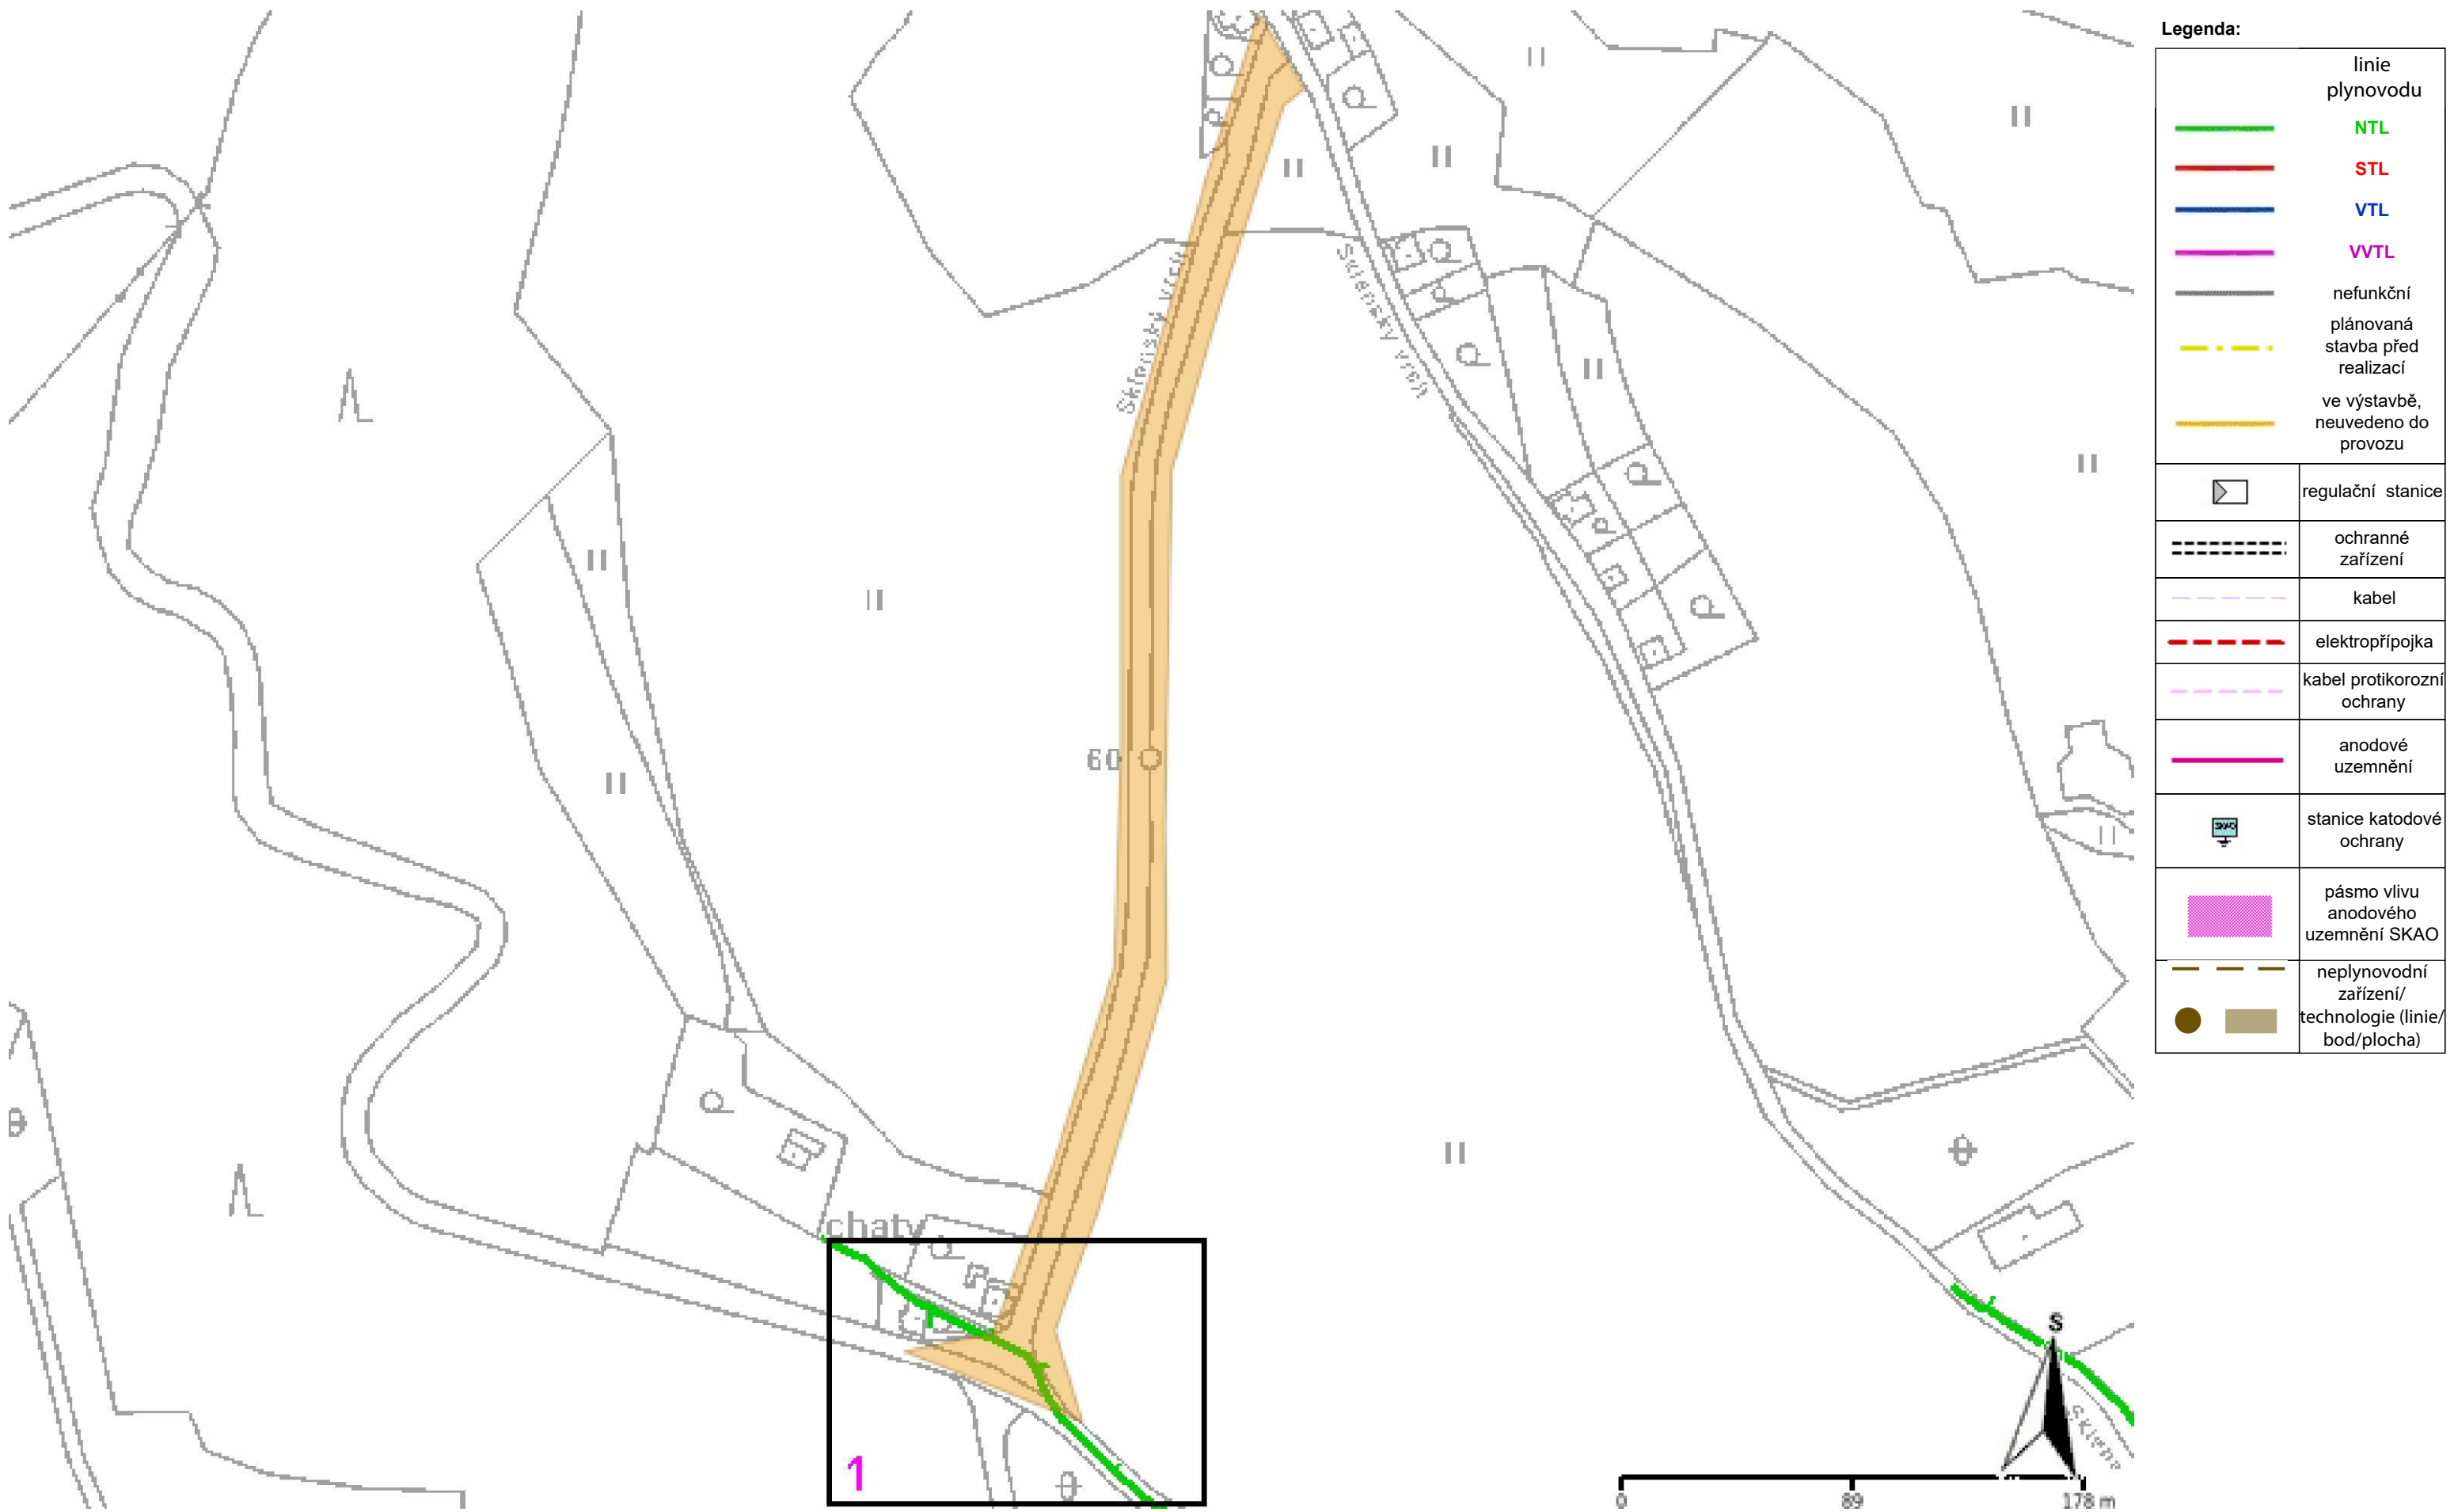 Legenda:
linie
plynovodu
NTL
STL
VTL
VVTL
nefunkční
plánovaná
stavba před
realizací
ve výstavbě,
neuvedeno do
provozu
regulační stanice
ochranné
zařízení
kabel
elektropřípojka
kabel protikorozní
ochrany
anodové
uzemnění
SKAO
stanice katodové
ochrany
pásmo vlivu
anodového
uzemnění SKAO
neplynovodní
zařízení/
technologie (linie/
bod/plocha)
Sklenský vrch
Sklenský vrch
60
chaty
1
S
0
89
178 m